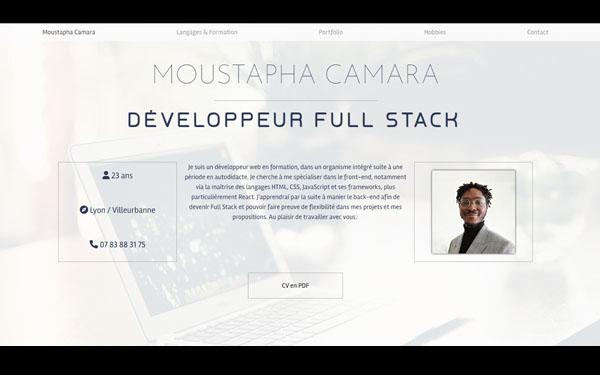 Moustapha Camara
Langages & Formation
Portfolio
Hobbies
Contact
MOUSTAPHA CAMARA
DÉVELOPPEUR FULL STACK
23 ans
Lyon / Villeurbanne
07 83 88 31 75
Je suis un développeur web en formation, dans un organisme intégré suite à une
période en autodidacte. Je cherche à me spécialiser dans le front-end, notamment
via la maîtrise des langages HTML, CSS, JavaScript et ses frameworks, plus
particulièrement React. J'apprendrai par la suite à manier le back-end afin de
devenir Full Stack et pouvoir faire preuve de flexibilité dans mes projets et mes
propositions. Au plaisir de travailler avec vous.
CV en PDF